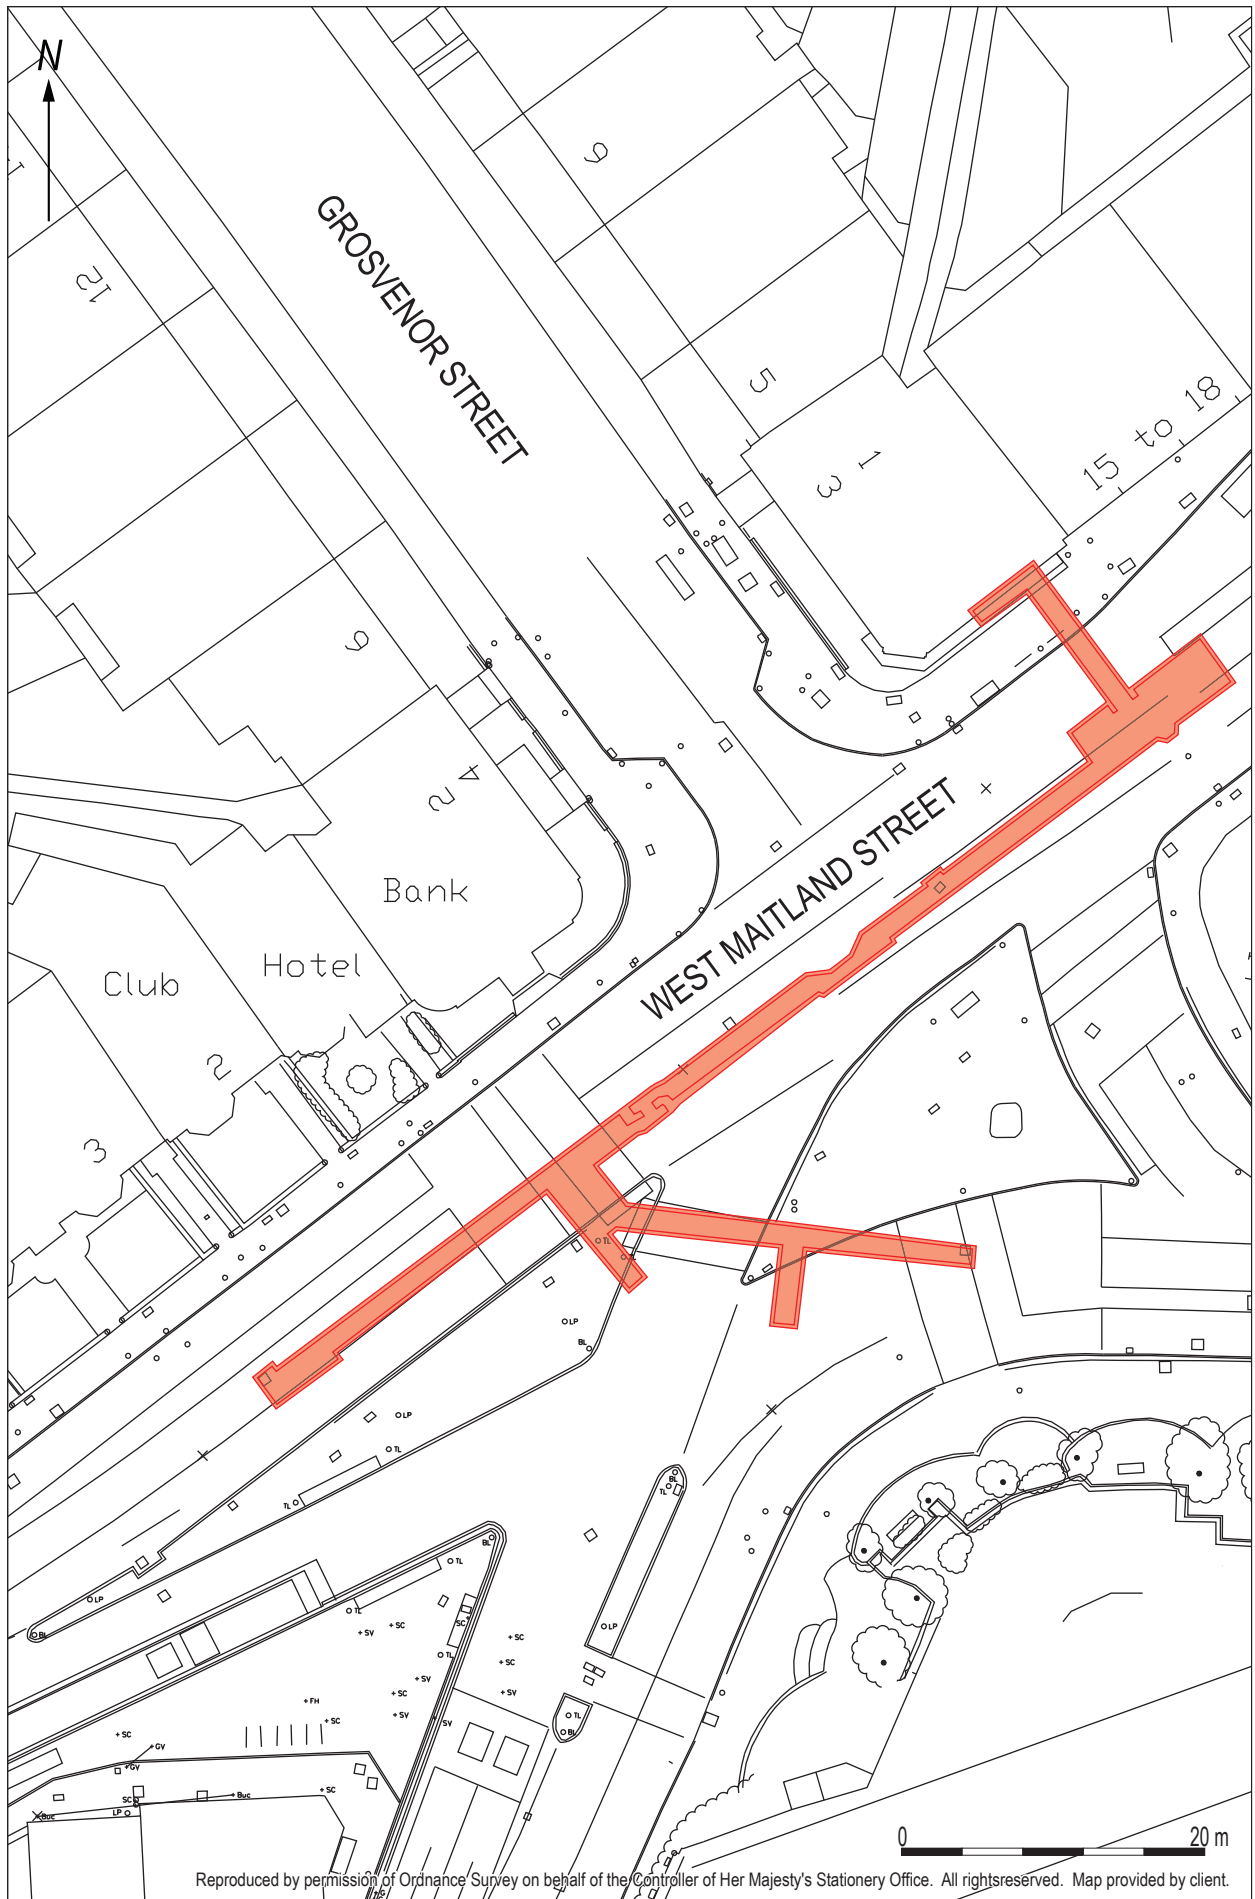 N
GROSVENOR STREET
9
12
5
1
3
15 to 18
9
2 4
Bank
Hotel
Club
2
3
WEST MAITLAND STREET
TL
TL
LP
BL
LP
TL
TL
BL
TL
BL
TL
LP
BL
TL
SV
SC
SC
SC
LP
TL
SC
SV
SC
SV
FH
SV
SC
SV
TL
BL
SC
GV
GV
SC
Buc
SC
LP
Buc
0 20 m
Reproduced by permission of Ordnance Survey on behalf of the Controller of Her Majesty's Stationery Office. All rightsreserved. Map provided by client.